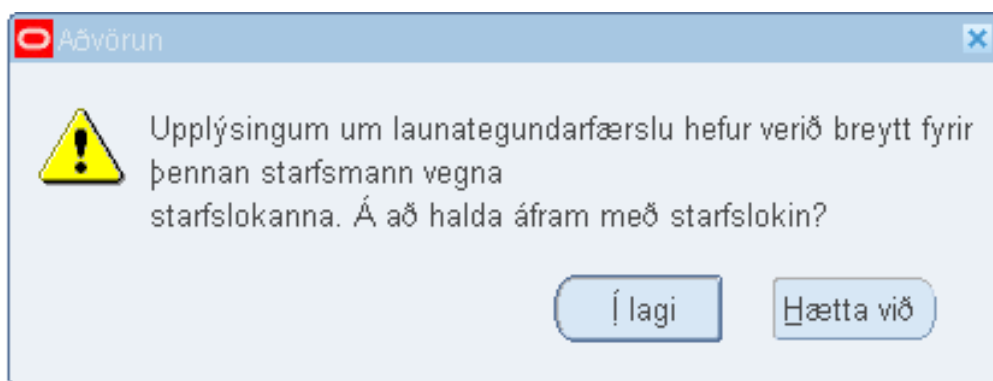 Aðvörun
Upplýsingum um launategundarfærslu hefur verið breytt fyrir
þennan starfsmann vegna
starfslokanna. Á að halda áfram með starfslokin?
Í lagi
Hætta við